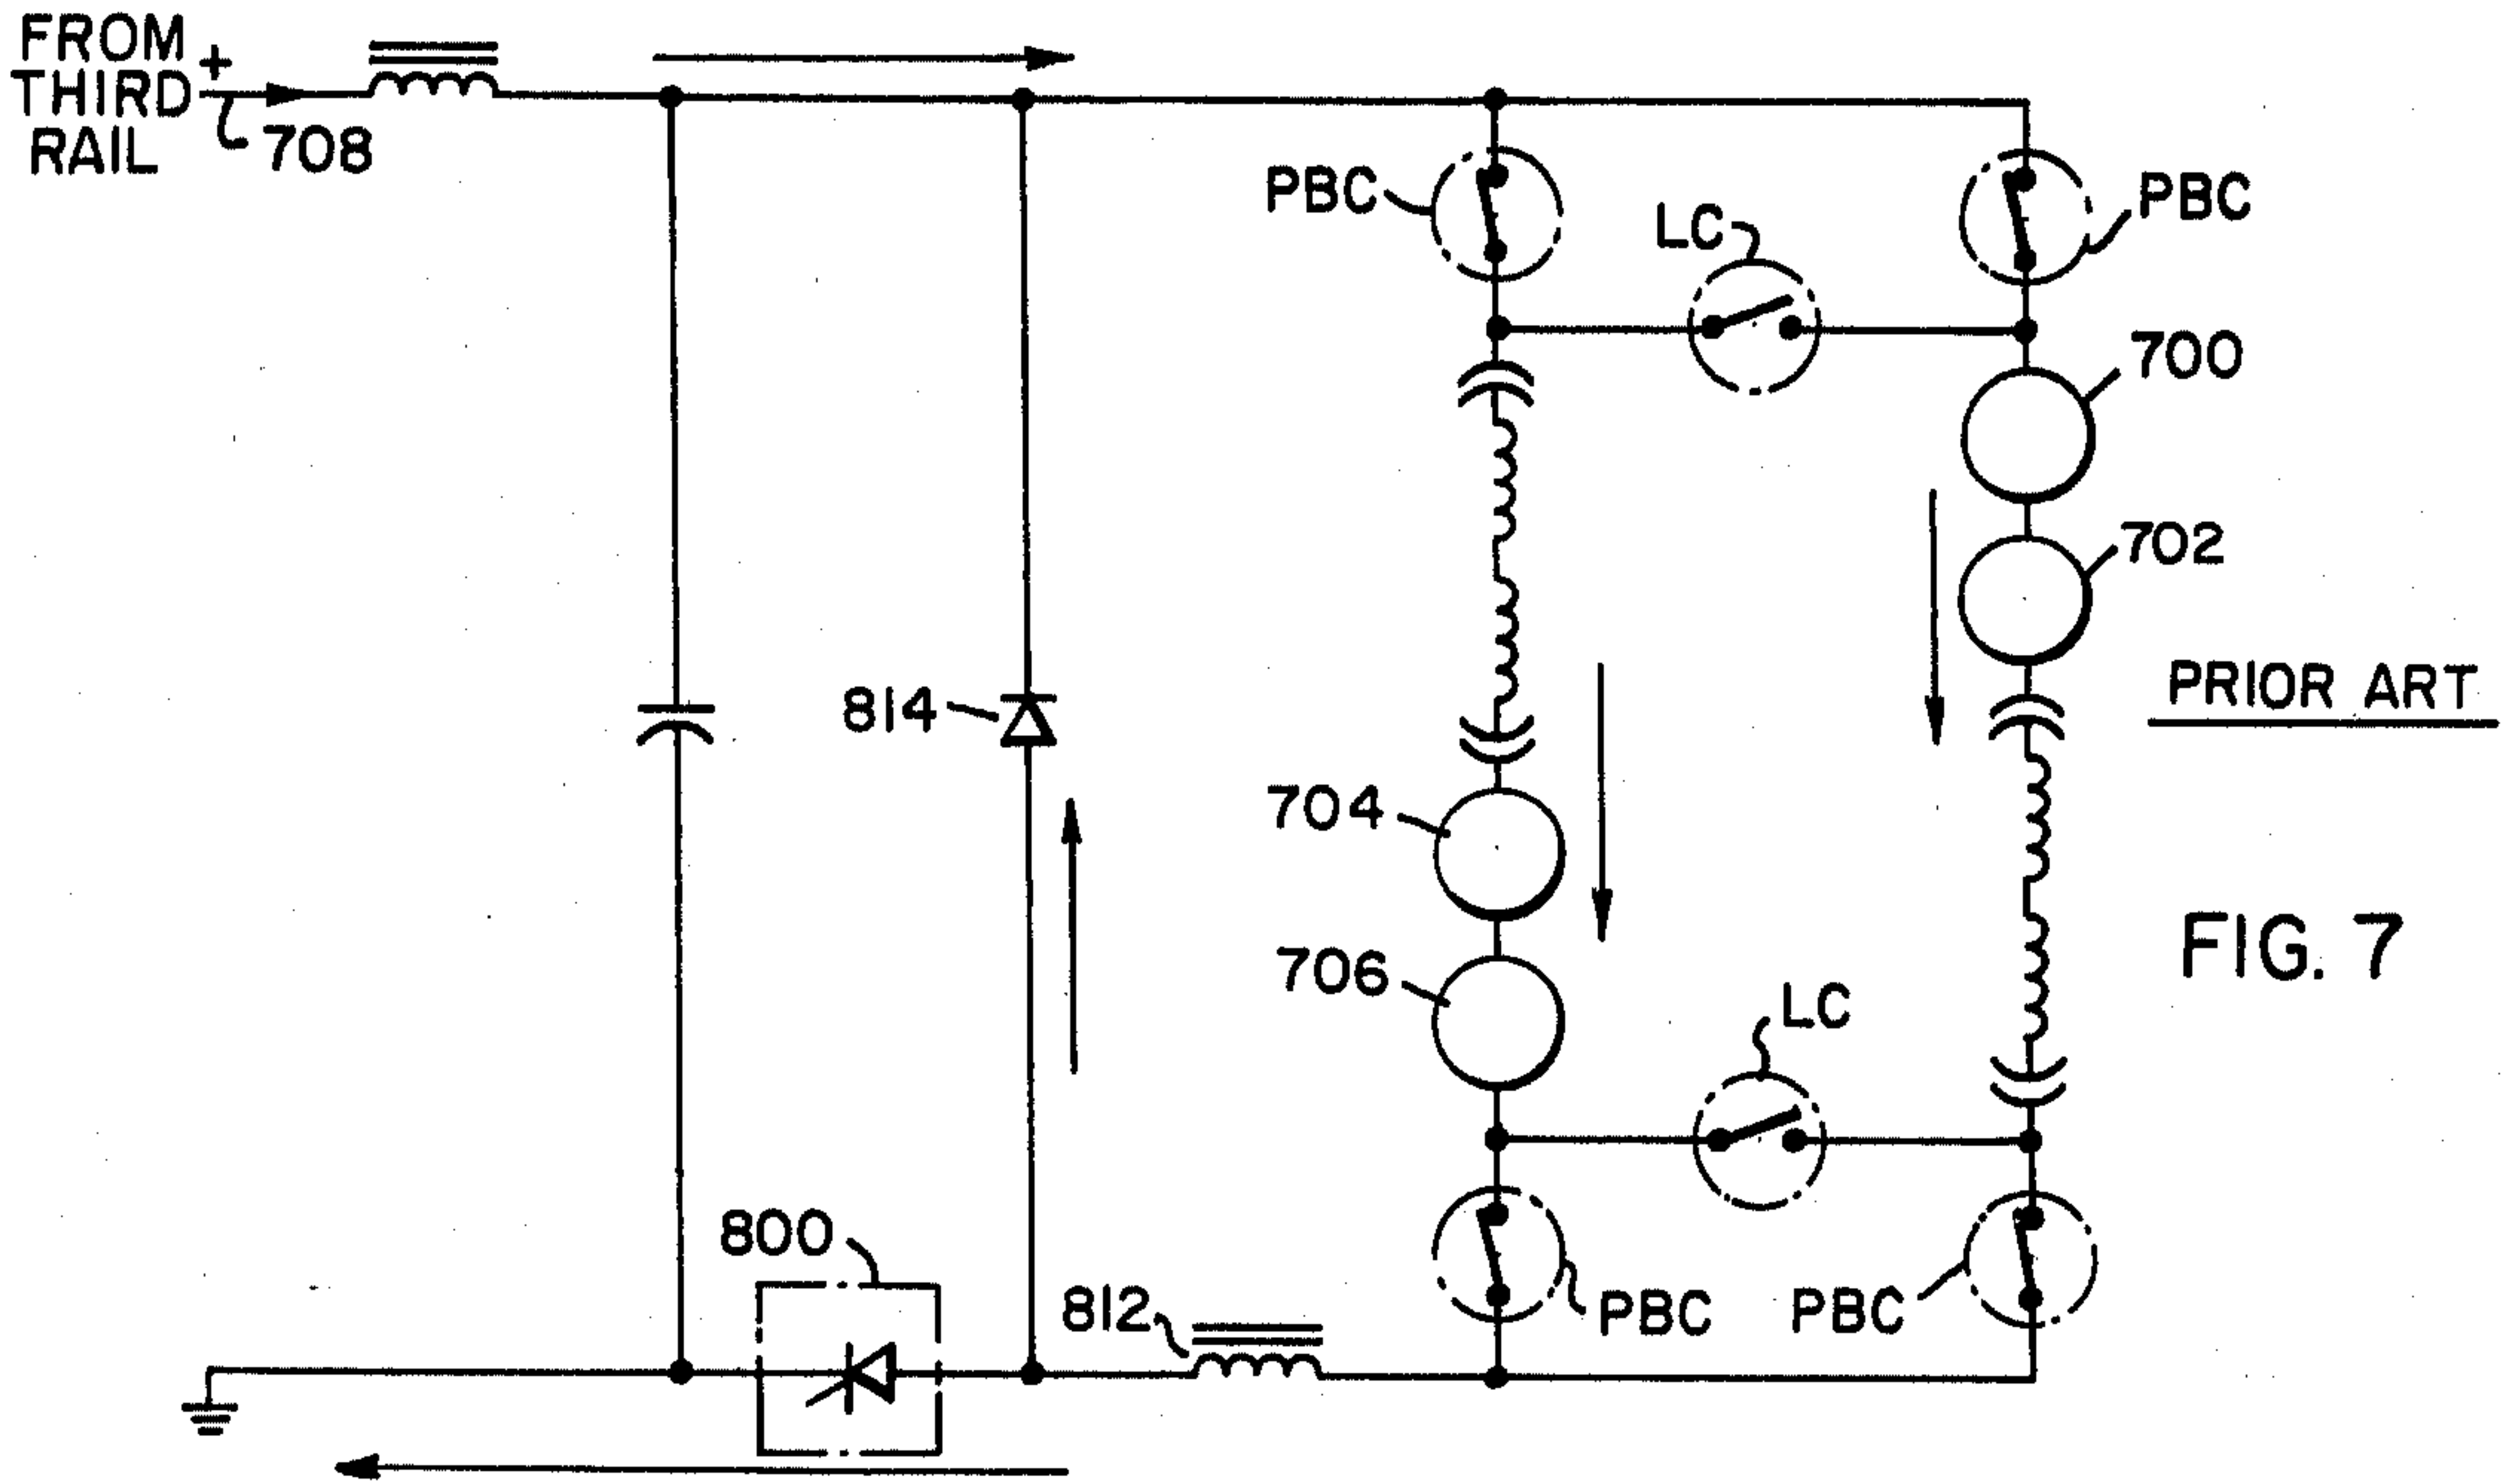 FROM
THIRD
RAIL
+
708
PBC
LC
PBC
700
702
814
PRIOR ART
704
706
FIG. 7
LC
800
812
PBC
PBC